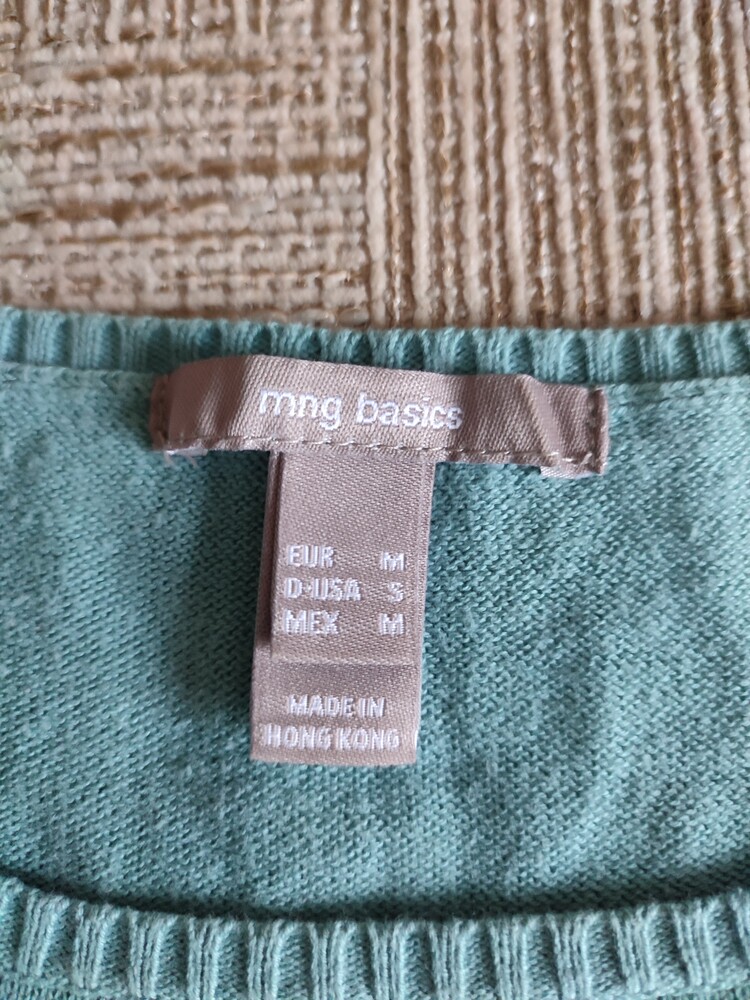 mng basics
EUR M
D·USA S
MEX M
MADE IN
HONG KONG